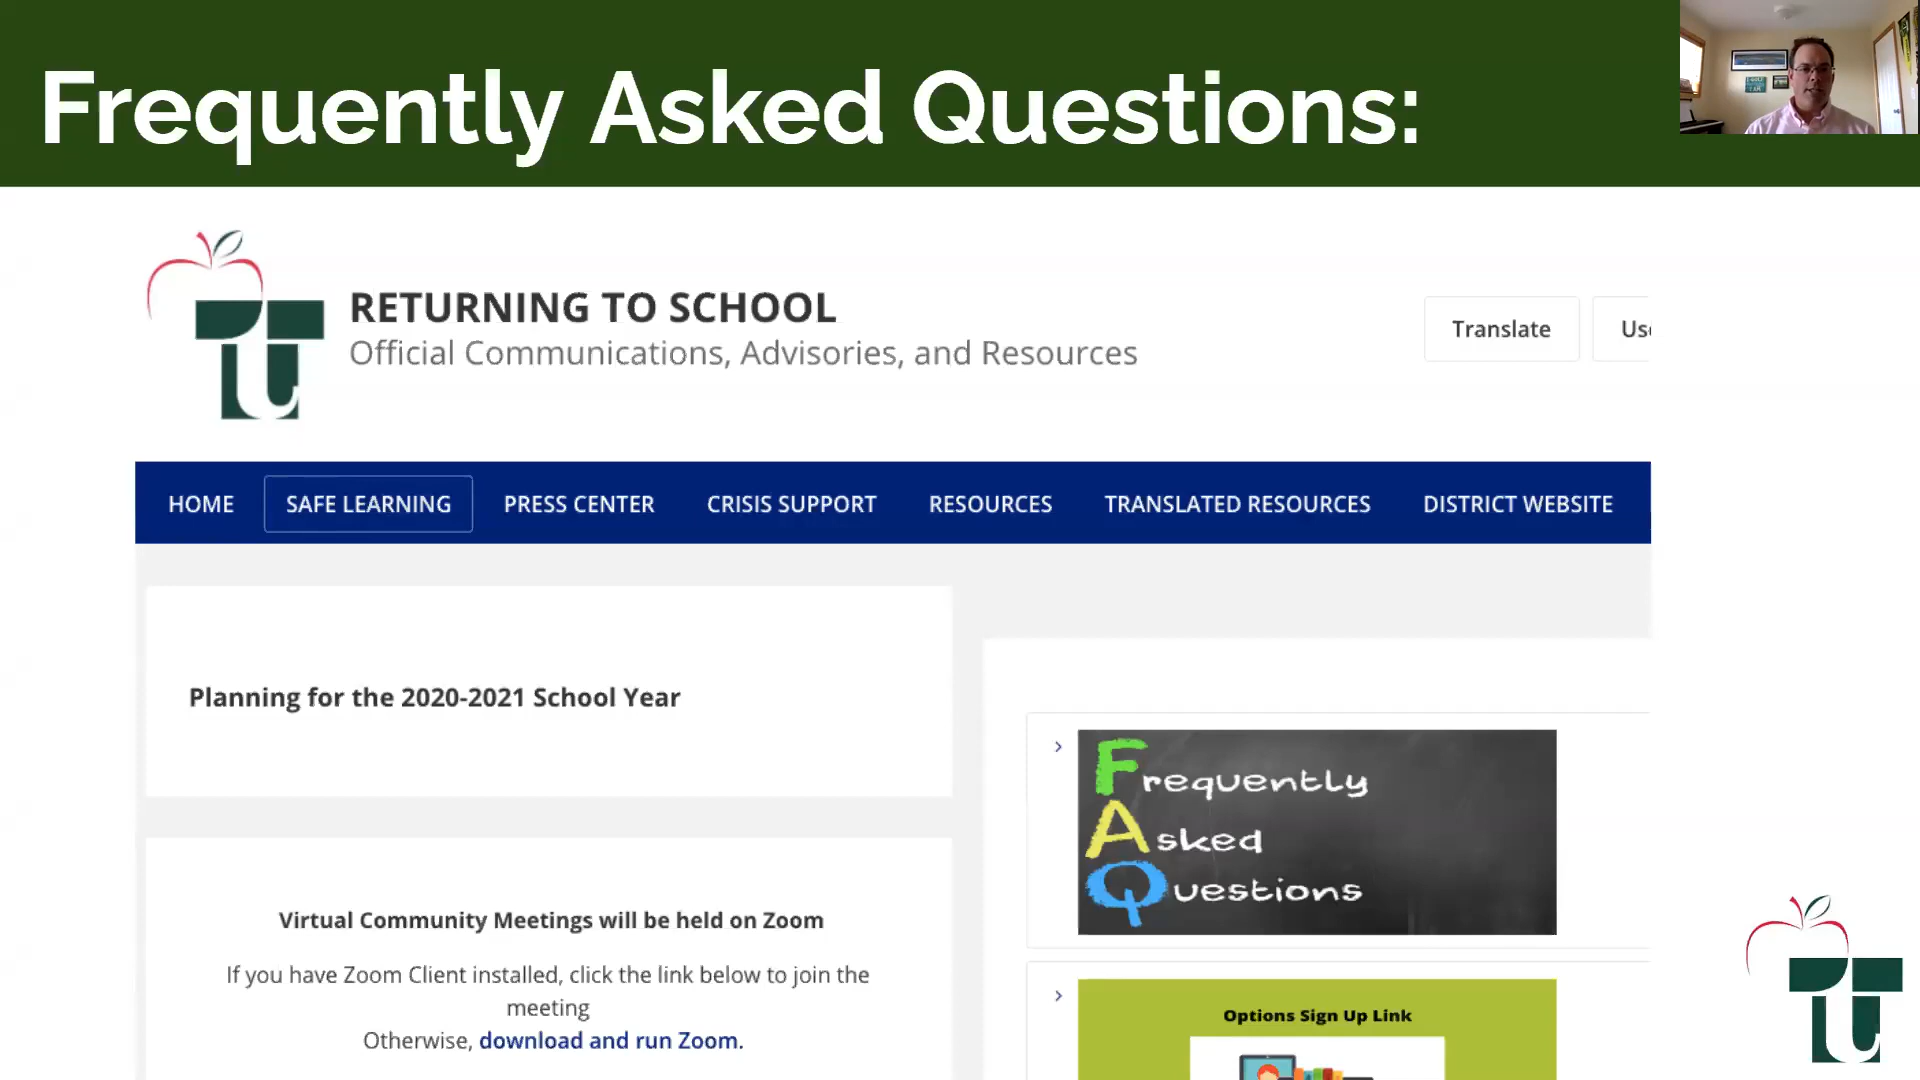 Frequently Asked Questions:
RETURNING TO SCHOOL
Official Communications, Advisories, and Resources
Translate
HOME
SAFE LEARNING
PRESS CENTER
CRISIS SUPPORT
RESOURCES
TRANSLATED RESOURCES
DISTRICT WEBSITE
Planning for the 2020-2021 School Year
Frequently
Asked
Questions
Virtual Community Meetings will be held on Zoom
If you have Zoom Client installed, click the link below to join the
meeting
Otherwise, download and run Zoom.
Options Sign Up Link